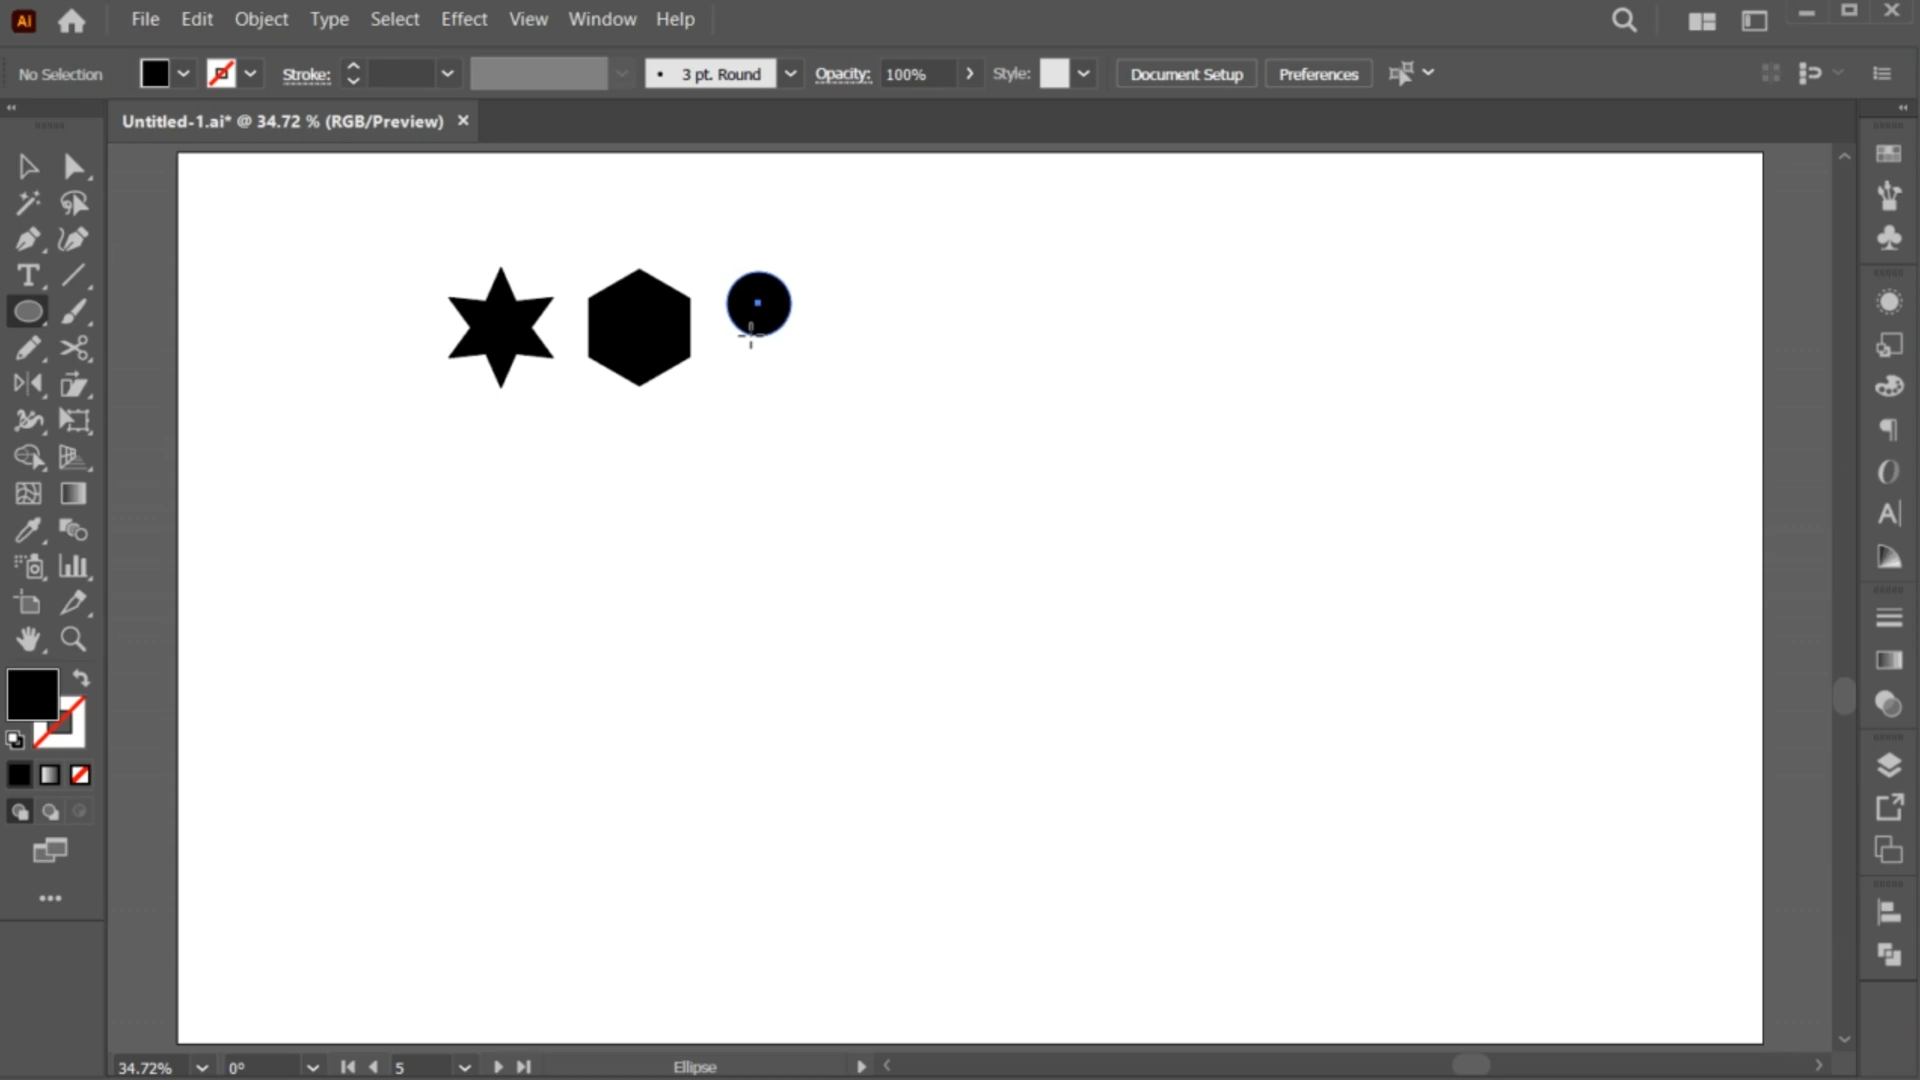 Ai File Edit Object Type Select Effect View Window Help
No Selection Stroke: • 3 pt. Round Opacity: 100% Style: Document Setup Preferences
Untitled-1.ai* @ 34.72 % (RGB/Preview) ×
34.72% 0° 5 Ellipse